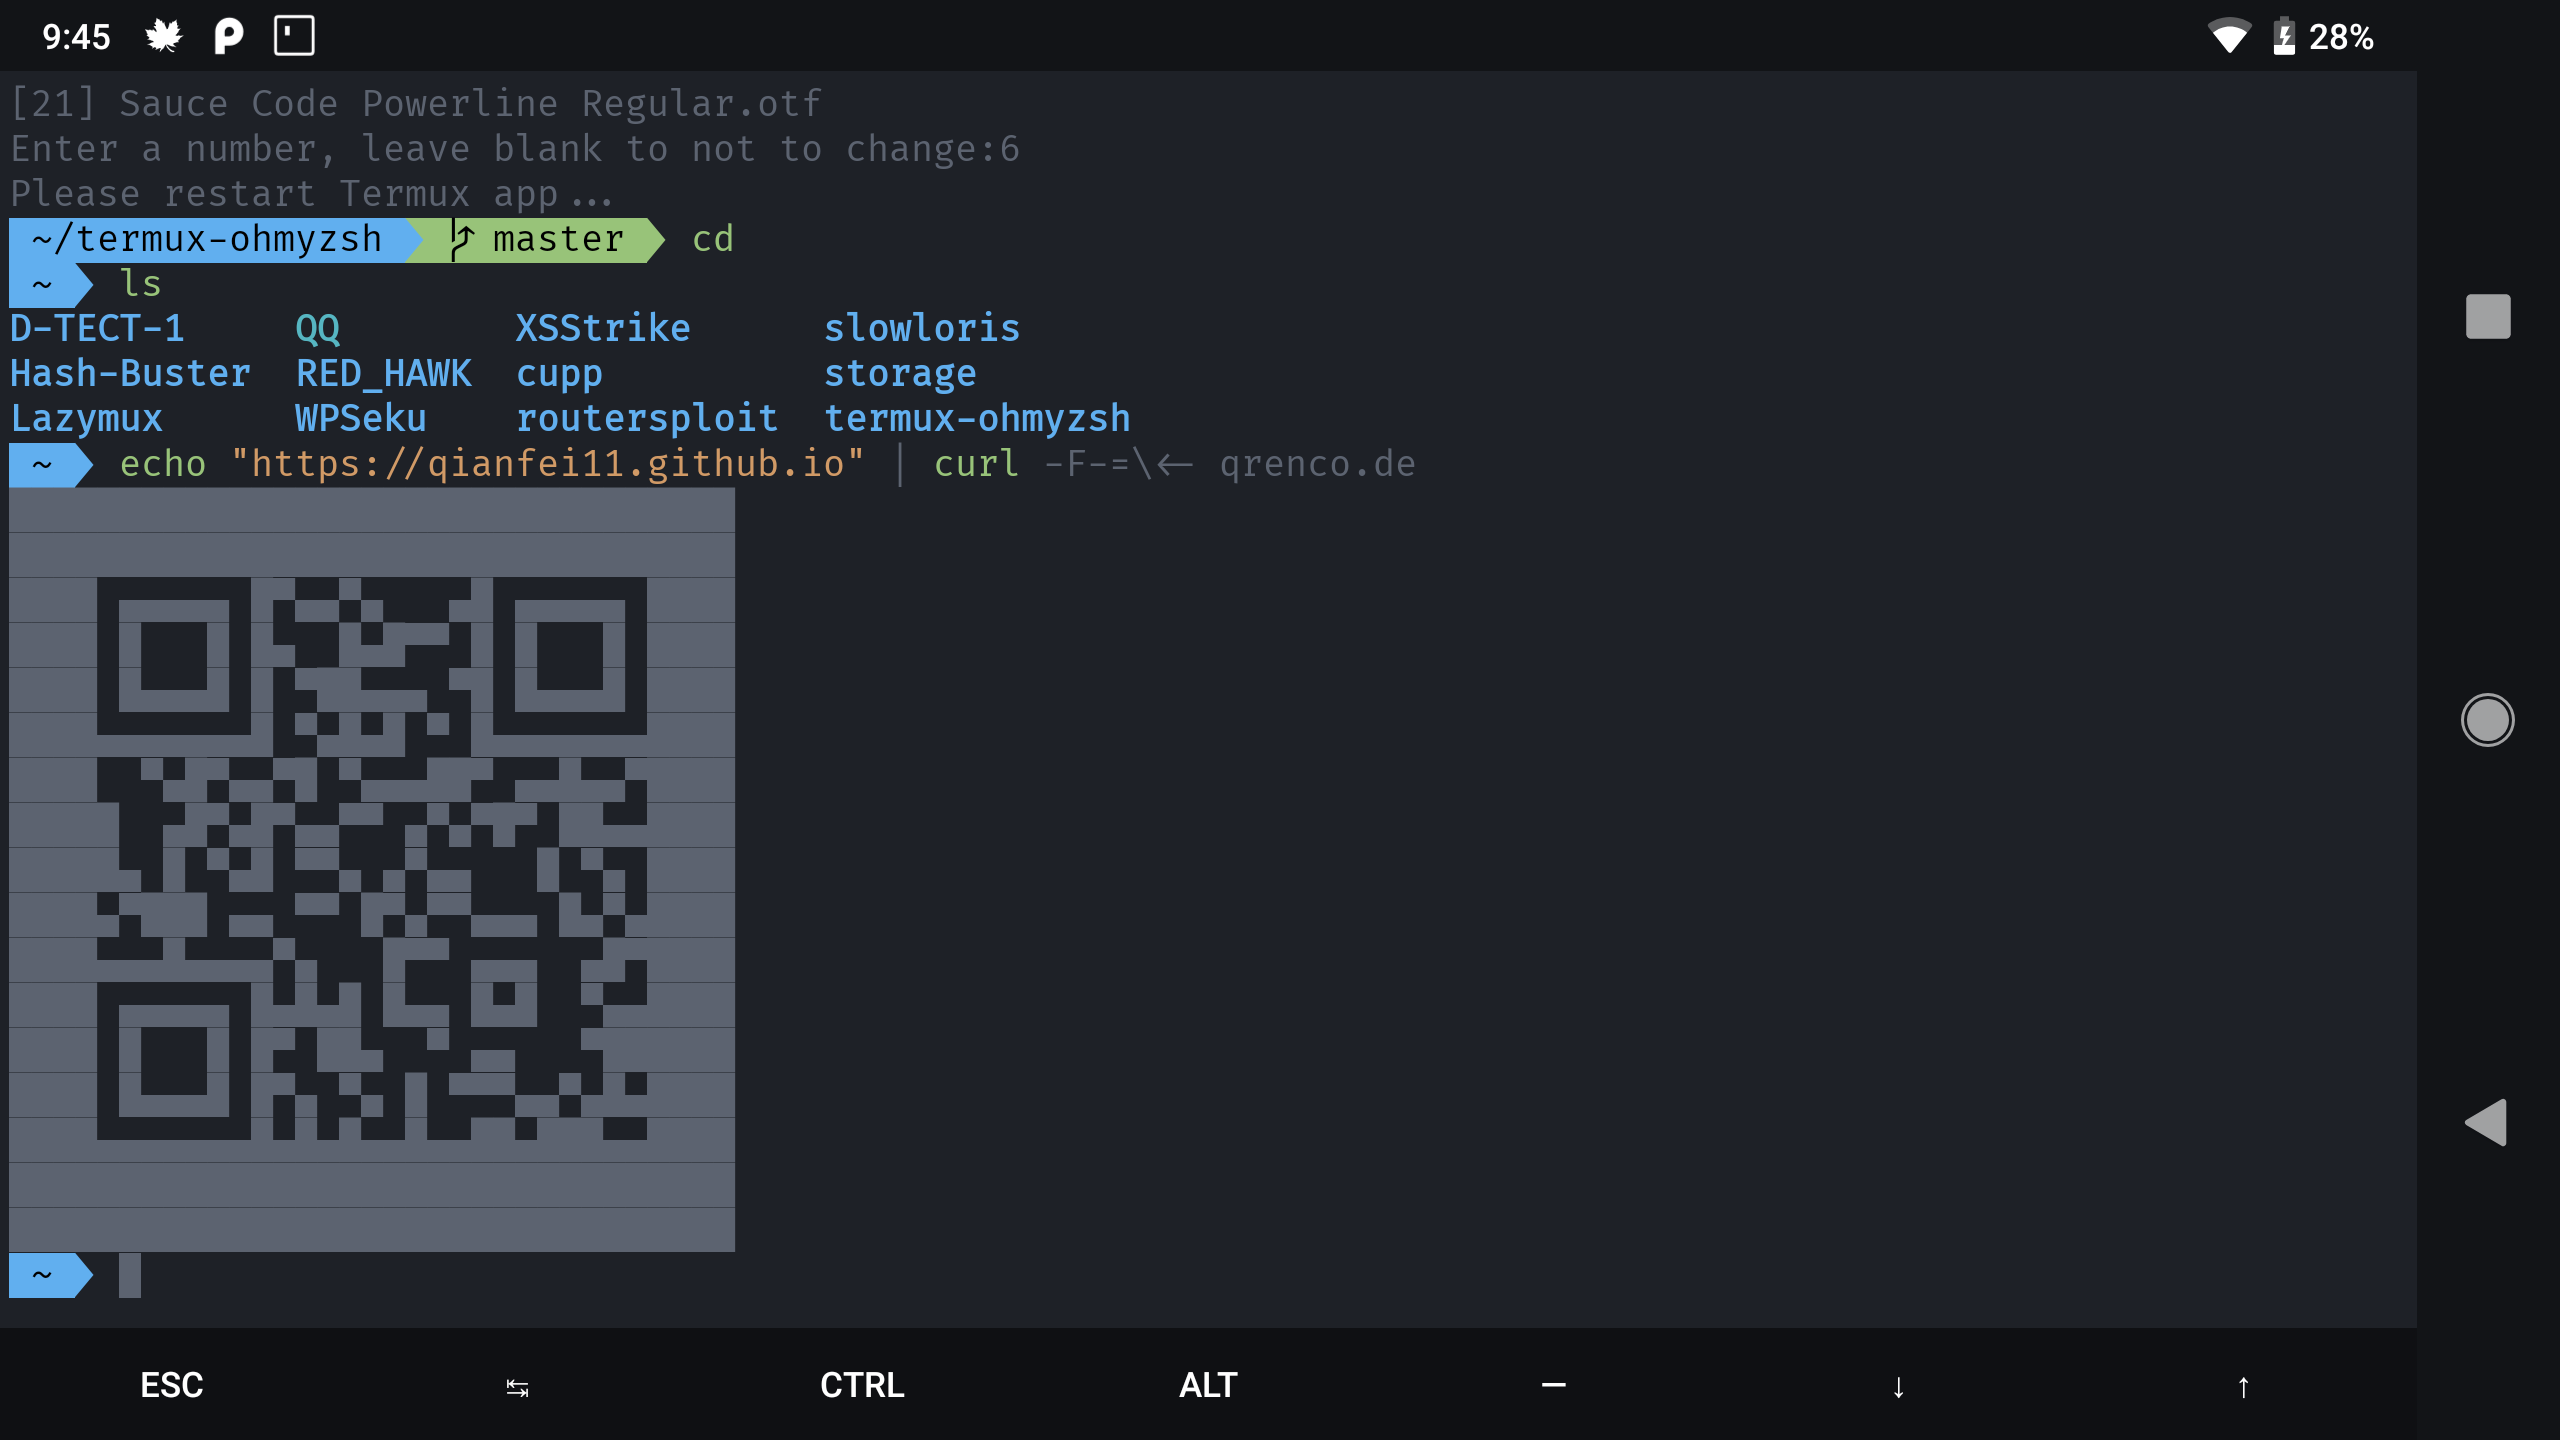 9:45 28%
[21] Sauce Code Powerline Regular.otf
Enter a number, leave blank to not to change:6
Please restart Termux app...
~/termux-ohmyzsh master cd
~ ls
D-TECT-1 QQ XSStrike slowloris
Hash-Buster RED_HAWK cupp storage
Lazymux WPSeku routersploit termux-ohmyzsh
~ echo "https://qianfei11.github.io" | curl -F-=\<- qrenco.de
~
ESC ↹ CTRL ALT — ↓ ↑